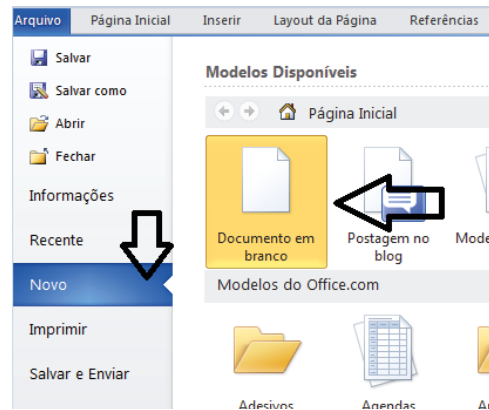 Arquivo Página Inicial Inserir Layout da Página Referências
Salvar
Salvar como
Abrir
Fechar
Informações
Recente
Novo
Imprimir
Salvar e Enviar
Modelos Disponíveis
Página Inicial
Documento em
branco
Postagem no
blog
Mode
Modelos do Office.com
Adesivos
Agendas